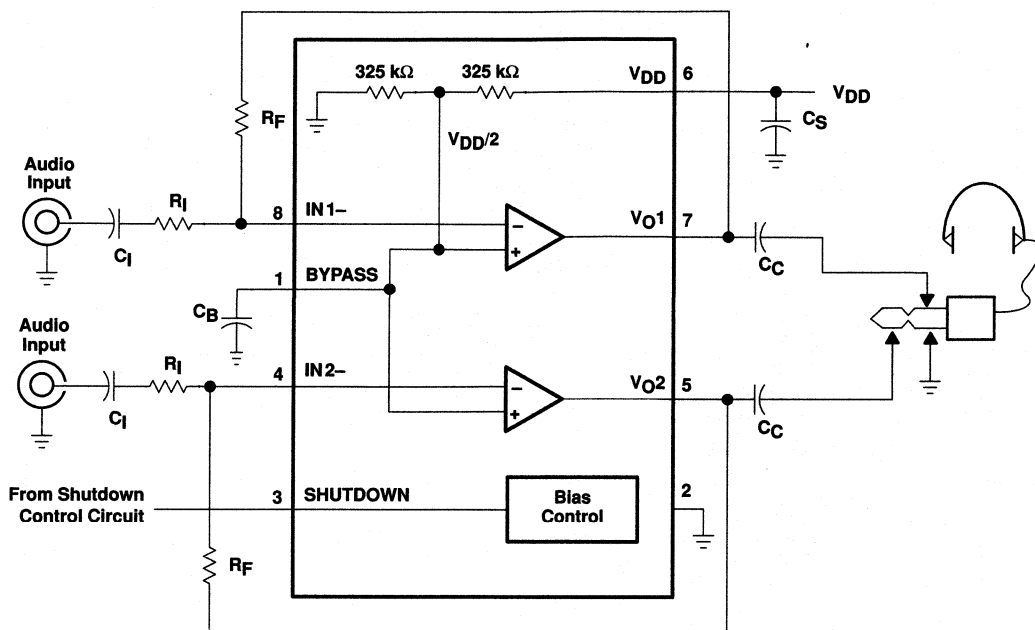 325 kΩ
325 kΩ
VDD
6
VDD
CS
RF
VDD/2
Audio
Input
RI
CI
8
IN1–
–
+
VO1
7
CC
1
BYPASS
CB
Audio
Input
RI
CI
4
IN2–
–
+
VO2
5
CC
From Shutdown
Control Circuit
3
SHUTDOWN
Bias
Control
2
RF